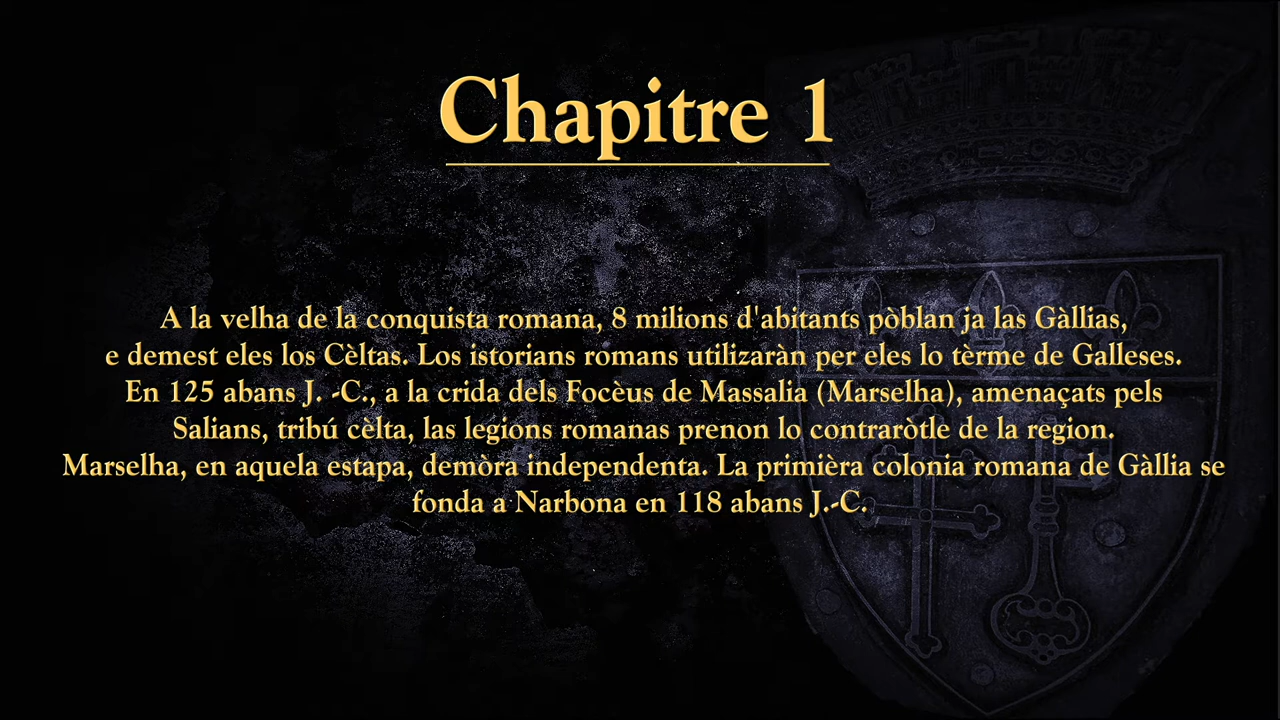 Chapitre 1
A la velha de la conquista romana, 8 milions d'abitants pòblan ja las Gàllias,
e demest eles los Cèltas. Los istorians romans utilizaràn per eles lo tèrme de Galleses.
En 125 abans J. -C., a la crida dels Focèus de Massalia (Marselha), amenaçats pels
Salians, tribú cèlta, las legions romanas prenon lo contraròtle de la region.
Marselha, en aquela estapa, demòra independenta. La primièra colonia romana de Gàllia se
fonda a Narbona en 118 abans J.-C.